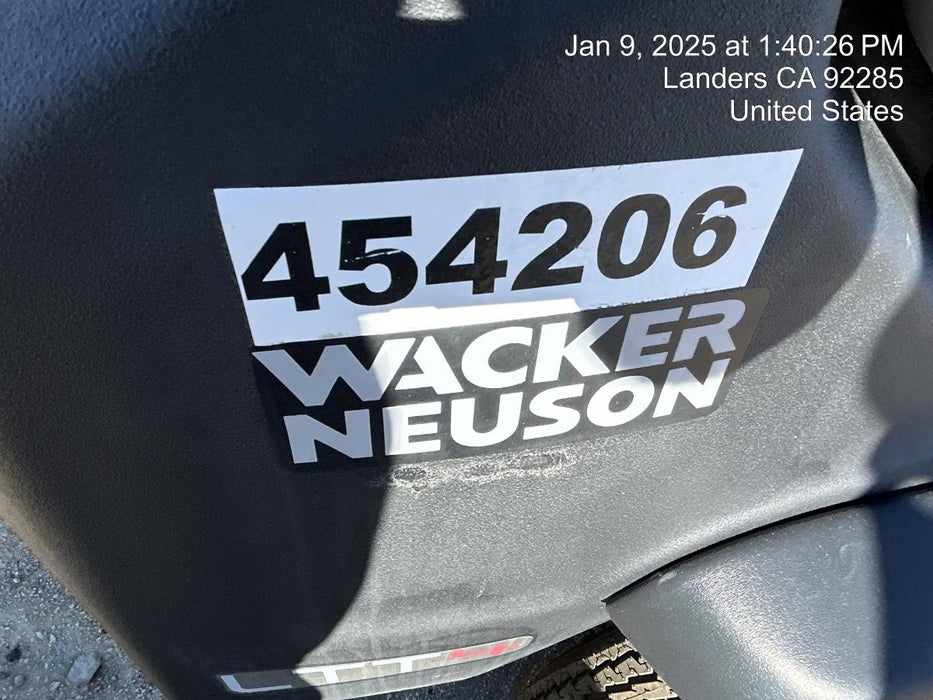 Jan 9, 2025 at 1:40:26 PM
Landers CA 92285
United States
454206
WACKER
NEUSON